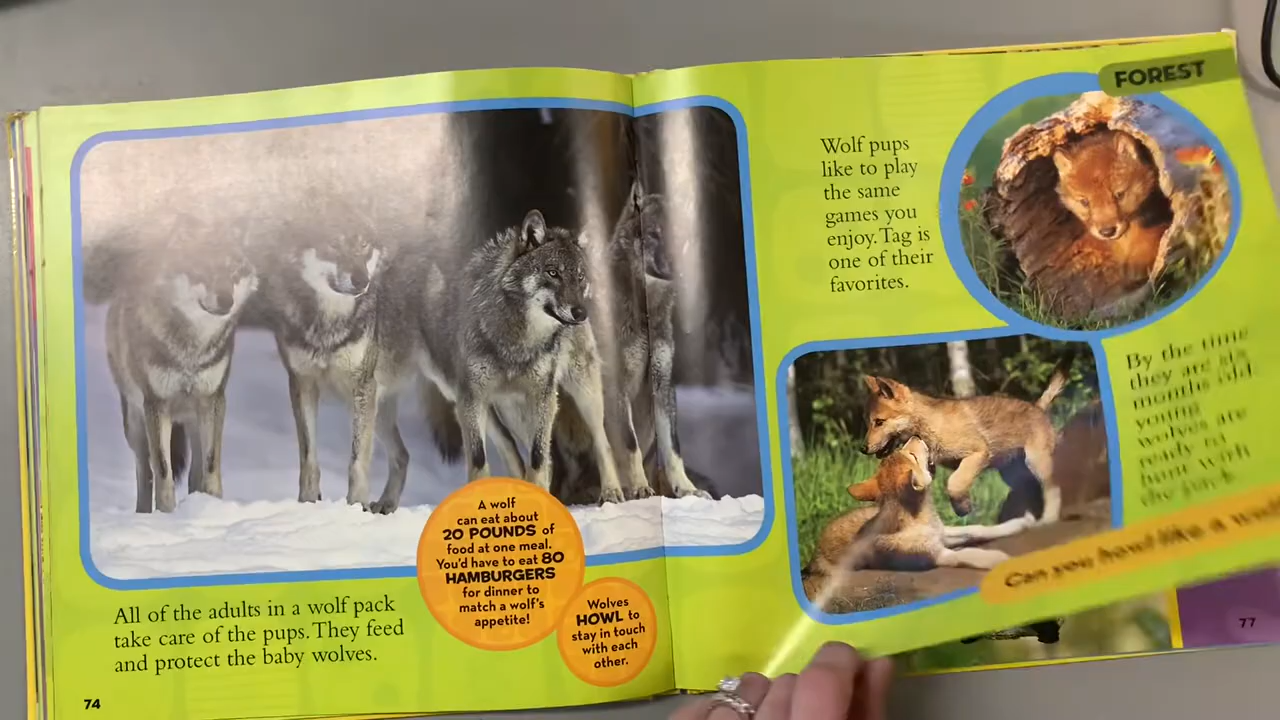 All of the adults in a wolf pack
take care of the pups. They feed
and protect the baby wolves.
74
A wolf
can eat about
20 POUNDS of
food at one meal.
You'd have to eat 80
HAMBURGERS
for dinner to
match a wolf's
appetite!
Wolves
HOWL to
stay in touch
with each
other.
FOREST
Wolf pups
like to play
the same
games you
enjoy. Tag is
one of their
favorites.
By the time
they are six
months old
young
wolves are
ready to
hunt with
the pack.
Can you howl like a
77